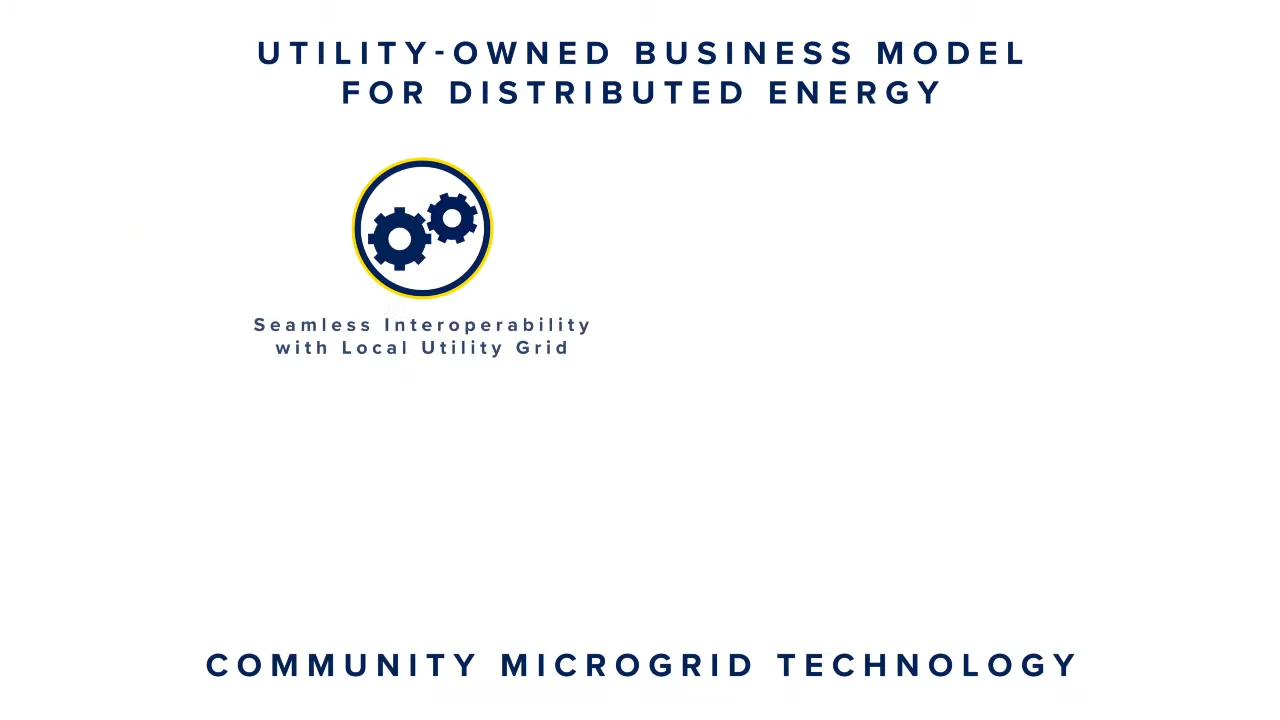 UTILITY-OWNED BUSINESS MODEL
FOR DISTRIBUTED ENERGY
Seamless Interoperability
with Local Utility Grid
COMMUNITY MICROGRID TECHNOLOGY